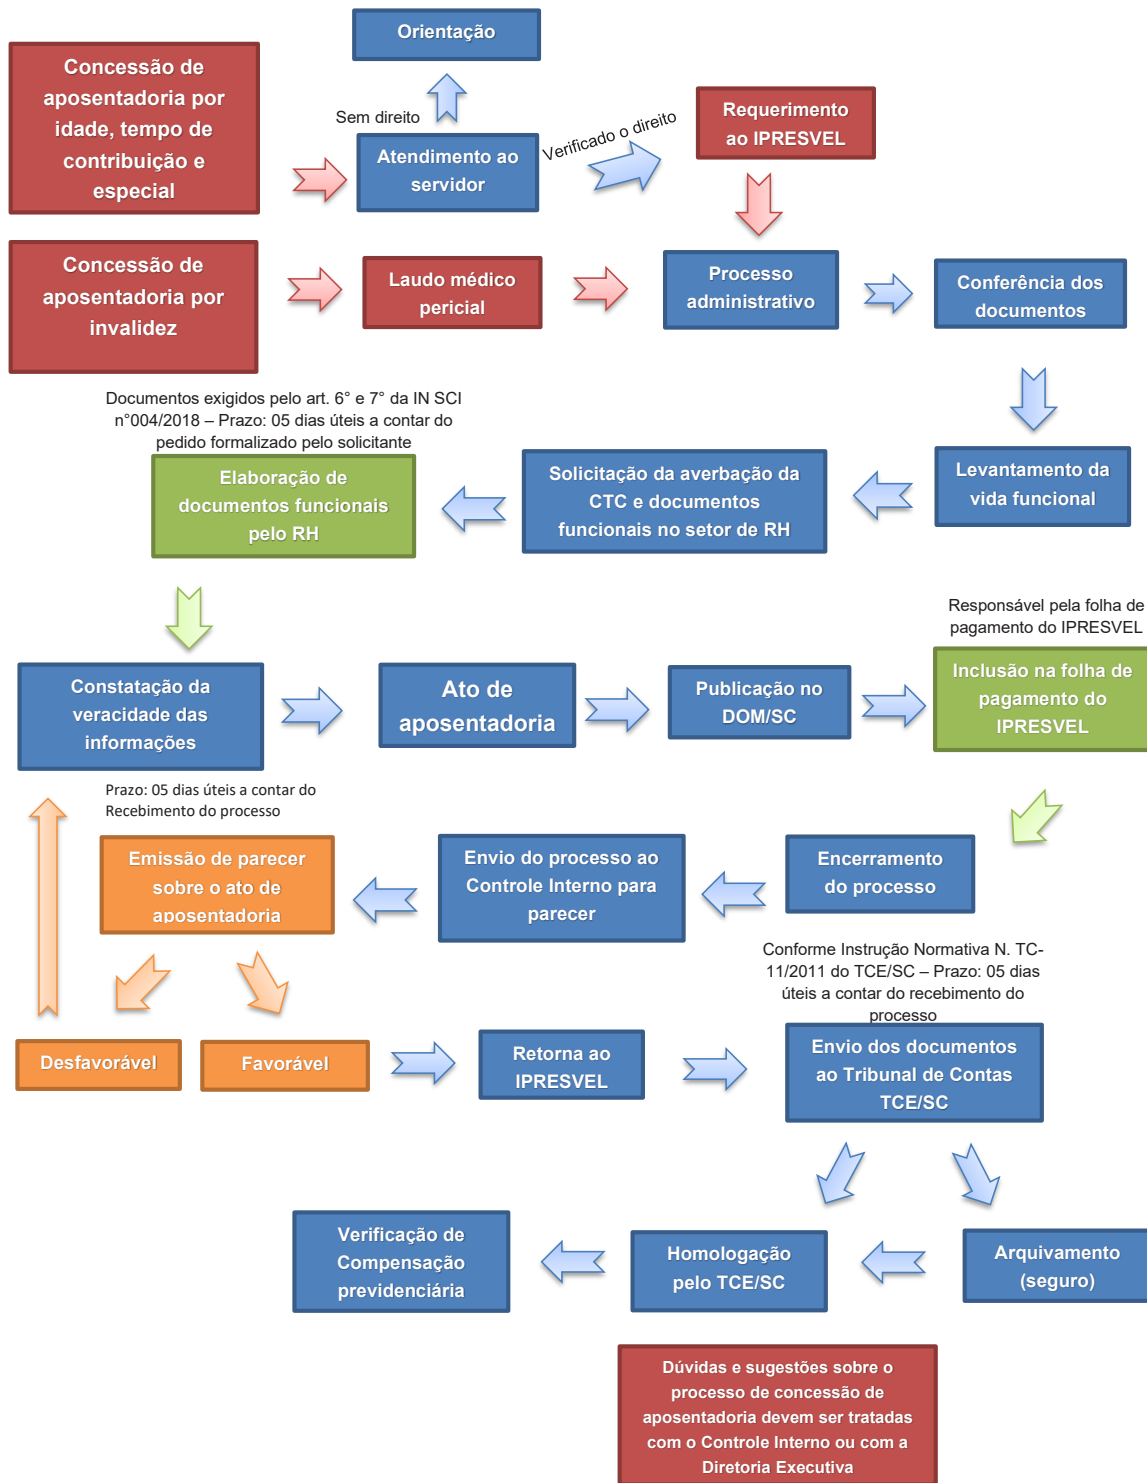 Orientação
Concessão de
aposentadoria por
idade, tempo de
contribuição e
especial
Sem direito
Atendimento ao
servidor
Verificado o direito
Requerimento
ao IPRESVEL
Concessão de
aposentadoria por
invalidez
Laudo médico
pericial
Processo
administrativo
Conferência dos
documentos
Documentos exigidos pelo art. 6° e 7° da IN SCI
n°004/2018 – Prazo: 05 dias úteis a contar do
pedido formalizado pelo solicitante
Elaboração de
documentos funcionais
pelo RH
Solicitação da averbação da
CTC e documentos
funcionais no setor de RH
Levantamento da
vida funcional
Responsável pela folha de
pagamento do IPRESVEL
Constatação da
veracidade das
informações
Ato de
aposentadoria
Publicação no
DOM/SC
Inclusão na folha de
pagamento do
IPRESVEL
Prazo: 05 dias úteis a contar do
Recebimento do processo
Emissão de parecer
sobre o ato de
aposentadoria
Envio do processo ao
Controle Interno para
parecer
Encerramento
do processo
Conforme Instrução Normativa N. TC-
11/2011 do TCE/SC – Prazo: 05 dias
úteis a contar do recebimento do
processo
Desfavorável
Favorável
Retorna ao
IPRESVEL
Envio dos documentos
ao Tribunal de Contas
TCE/SC
Verificação de
Compensação
previdenciária
Homologação
pelo TCE/SC
Arquivamento
(seguro)
Dúvidas e sugestões sobre o
processo de concessão de
aposentadoria devem ser tratadas
com o Controle Interno ou com a
Diretoria Executiva